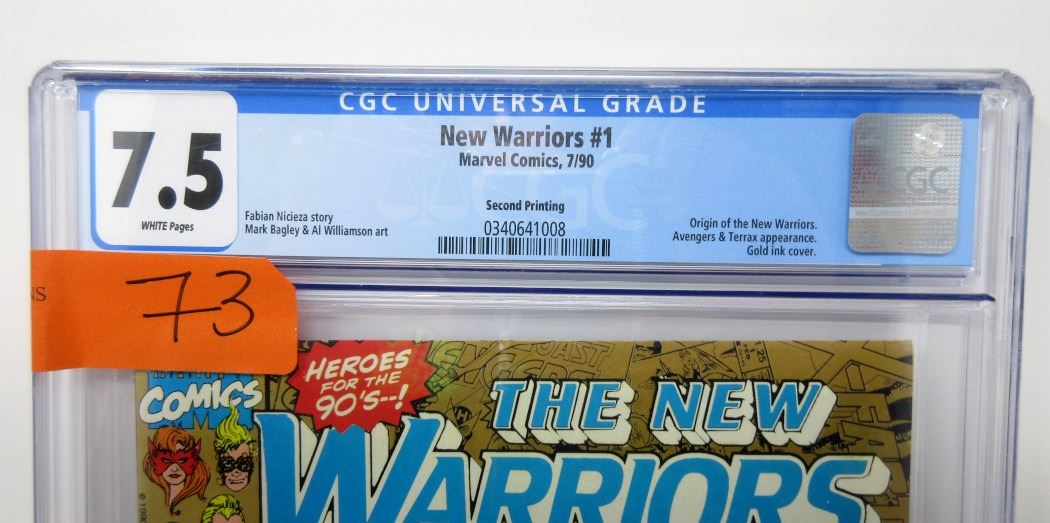 CGC UNIVERSAL GRADE
7.5
WHITE Pages
New Warriors #1
Marvel Comics, 7/90
Second Printing
0340641008
Fabian Nicieza story
Mark Bagley & Al Williamson art
Origin of the New Warriors.
Avengers & Terrax appearance.
Gold ink cover.
CGC
NS
73
COMICS
HEROES
FOR THE
90'S--!
THE NEW
WARRIORS